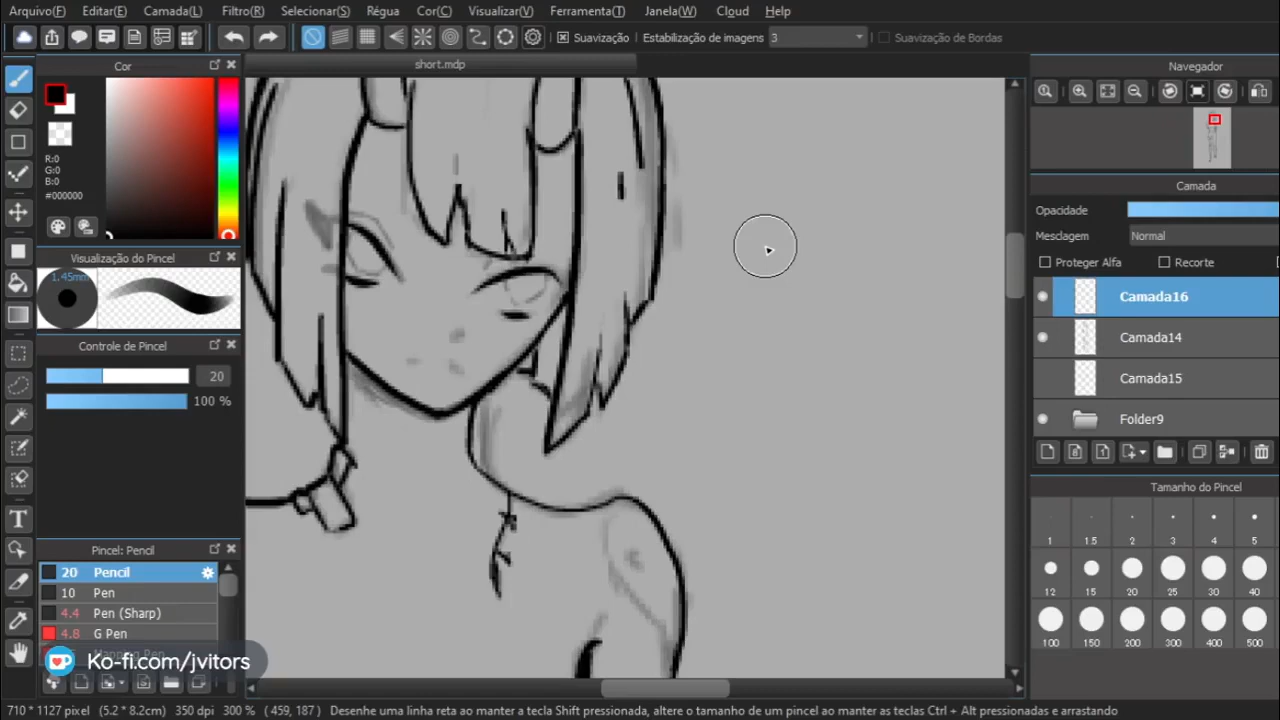 Arquivo(F) Editar(E) Camada(L) Filtro(R) Selecionar(S) Régua Cor(C) Visualização(V) Ferramenta(T) Janela(W) Cloud Help
Suavização Estabilização de imagens 3 Suavização de Bordas
Cor
short.mdp
Navegador
R:0
G:0
B:0
#000000
Camada
Opacidade
Mesclagem Normal
Proteger Alfa Recorte
Visualização do Pincel
1.45mm
Camada16
Camada14
Camada15
Folder9
Controle de Pincel
20
100 %
Tamanho do Pincel
1 1.5 2 3 4 5
12 15 20 25 30 40
100 150 200 300 400 500
Pincel: Pencil
20 Pencil
10 Pen
4.4 Pen (Sharp)
4.8 G Pen
Ko-fi.com/jvitors
710 * 1127 pixel (5.2 * 8.2cm) 350 dpi 300 % ( 459, 187 ) Desenhe uma linha reta ao manter a tecla Shift pressionada, altere o tamanho de um pincel ao manter as teclas Ctrl + Alt pressionadas e arrastando